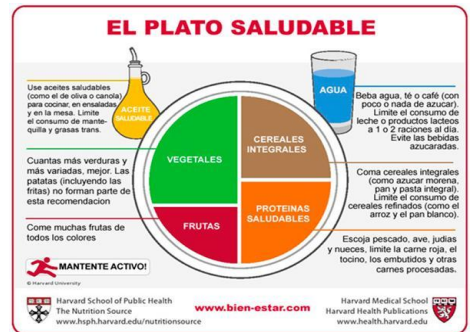 EL PLATO SALUDABLE
Use aceites saludables
(como el de oliva o canola)
para cocinar, en ensaladas
y en la mesa. Limite
el consumo de mante-
quilla y grasas trans.
ACEITE
SALUDABLE
AGUA
Beba agua, té o café (con
poco o nada de azucar).
Limite el consumo de
leche o productos lacteos
a 1 o 2 raciones al día.
Evite las bebidas
azucaradas.
VEGETALES
CEREALES
INTEGRALES
Cuantas más verduras y
más variadas, mejor. Las
patatas (incluyendo las
fritas) no forman parte de
esta recomendacion
Coma cereales integrales
(como azucar morena,
pan y pasta integral).
Limite el consumo de
cereales refinados (como el
arroz y el pan blanco).
FRUTAS
PROTEINAS
SALUDABLES
Come muchas frutas de
todos los colores
Escoja pescado, ave, judias
y nueces, limite la carne roja, el
tocino, los embutidos y otras
carnes procesadas.
MANTENTE ACTIVO!
© Harvard University
Harvard School of Public Health
The Nutrition Source
www.hsph.harvard.edu/nutritionsource
www.bien-estar.com
Harvard Medical School
Harvard Health Publications
www.health.harvard.edu